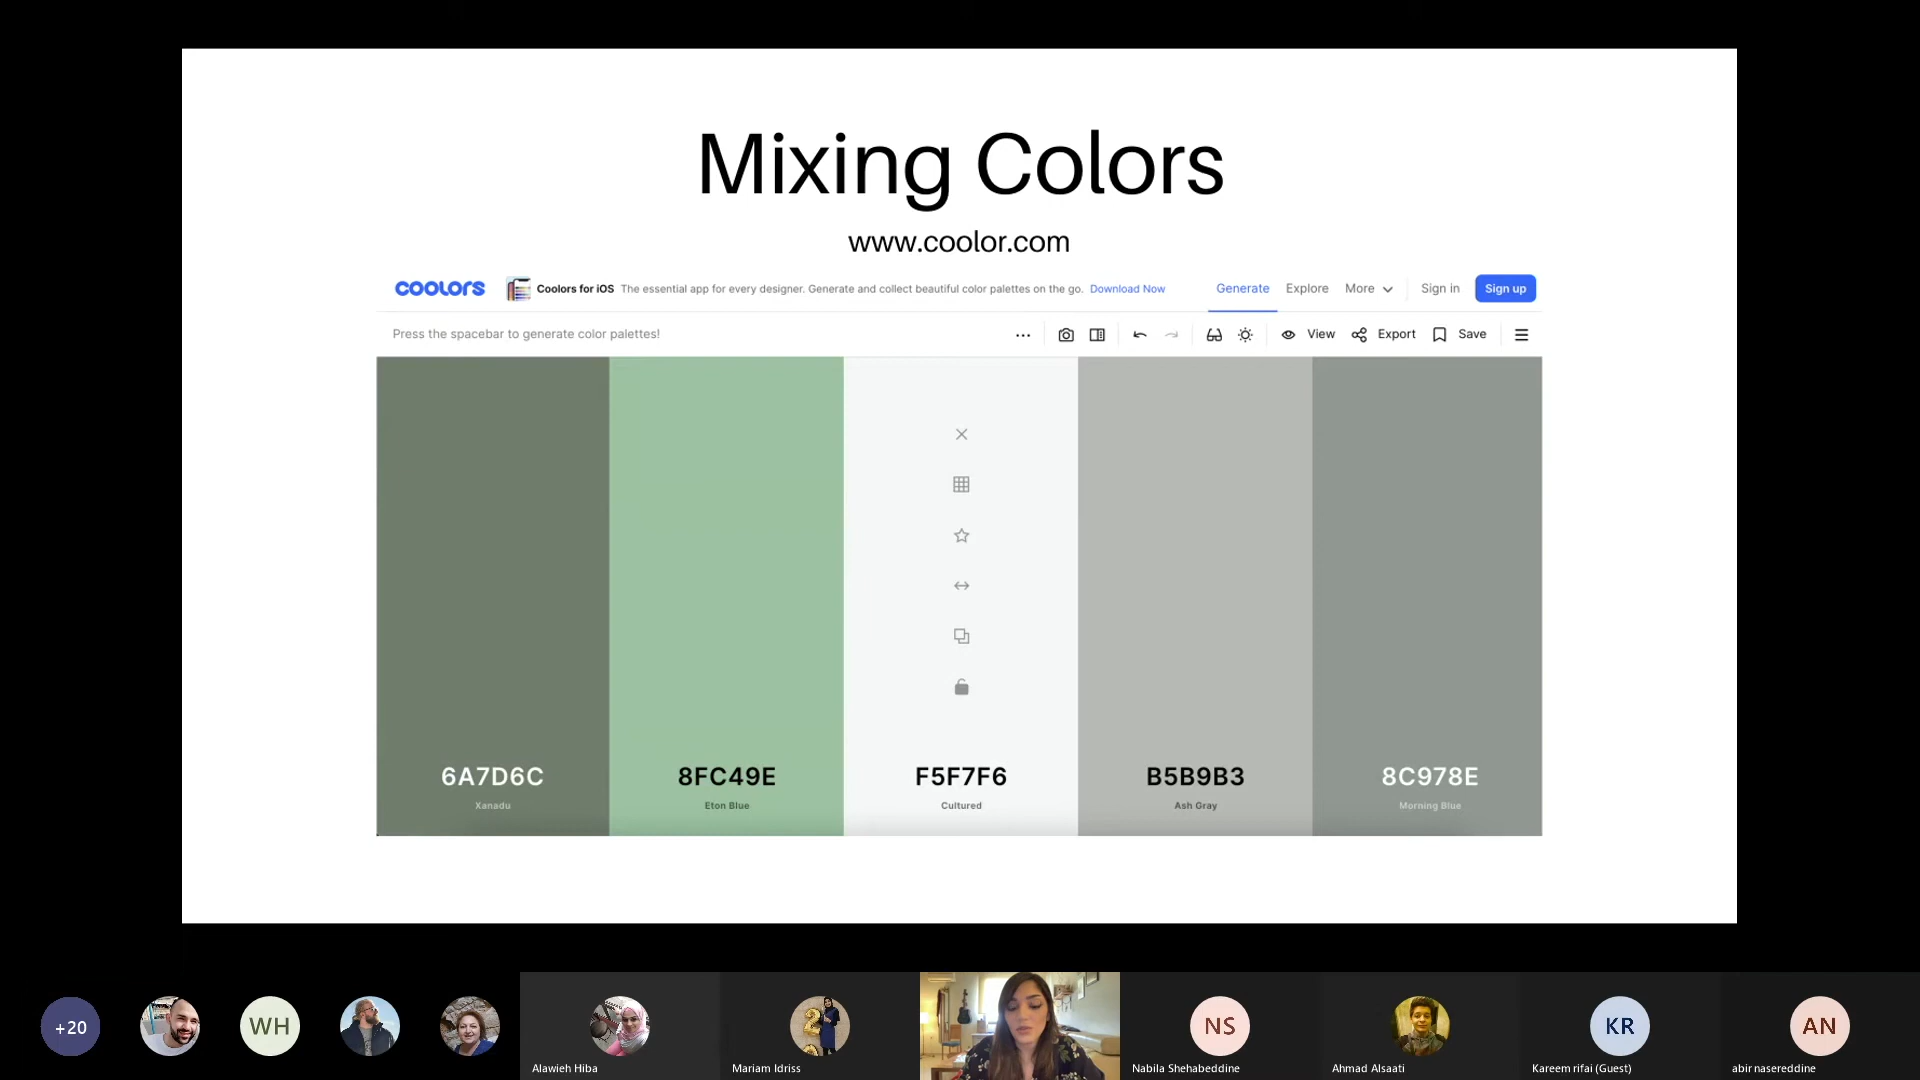 Mixing Colors
www.coolor.com
coolors Coolors for iOS The essential app for every designer. Generate and collect beautiful color palettes on the go. Download Now Generate Explore More Sign in Sign up
Press the spacebar to generate color palettes! View Export Save
6A7D6C 8FC49E F5F7F6 B5B9B3 8C978E
Xanadu Eton Blue Cultured Ash Gray Morning Blue
+20 WH NS KR AN
Alawieh Hiba Mariam Idriss Nabila Shehabeddine Ahmad Alsaati Kareem rifai (Guest) abir nasereddine